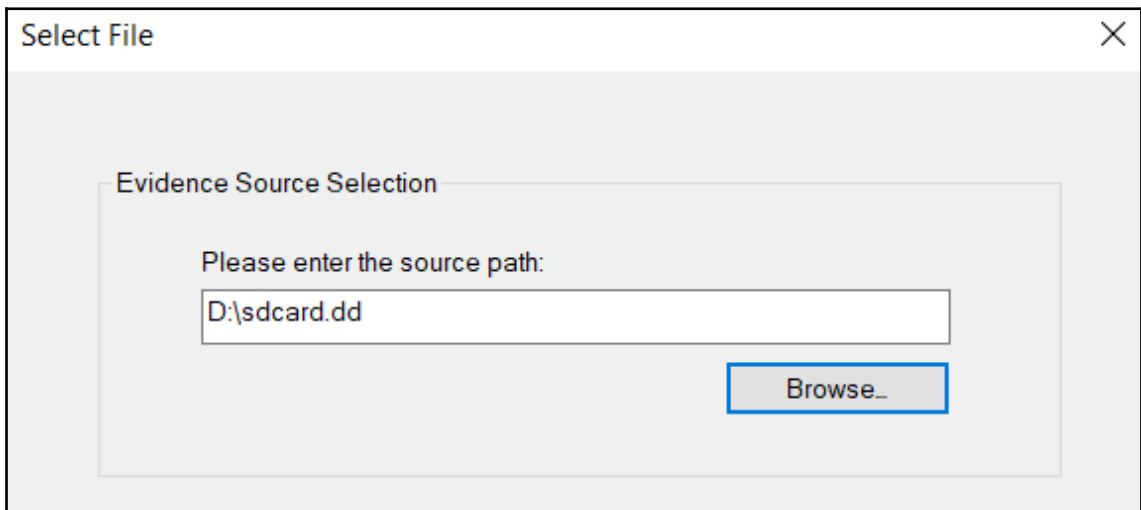 Select File
Evidence Source Selection
Please enter the source path:
D:\sdcard.dd
Browse...